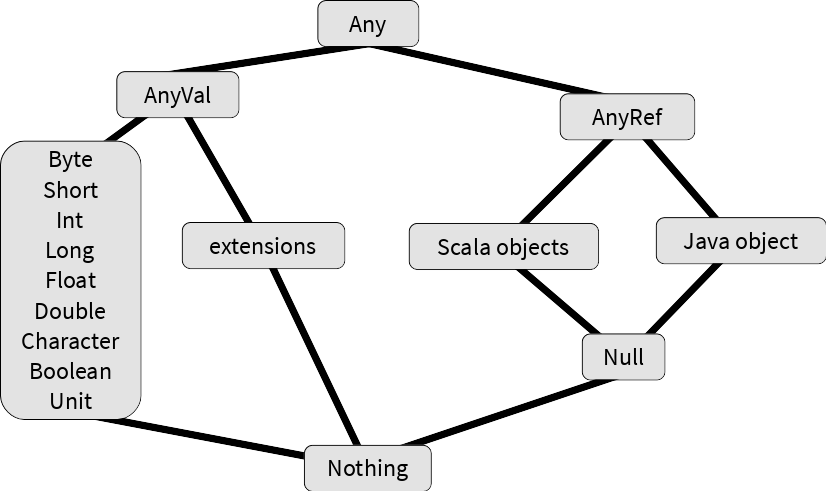 Any
AnyVal
AnyRef
Byte
Short
Int
Long
Float
Double
Character
Boolean
Unit
extensions
Scala objects
Java object
Null
Nothing